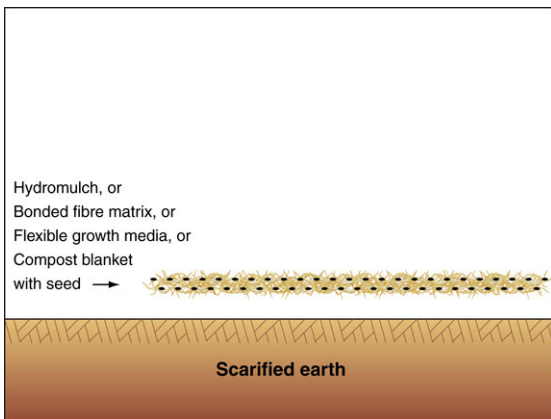 Hydromulch, or
Bonded fibre matrix, or
Flexible growth media, or
Compost blanket
with seed
Scarified earth